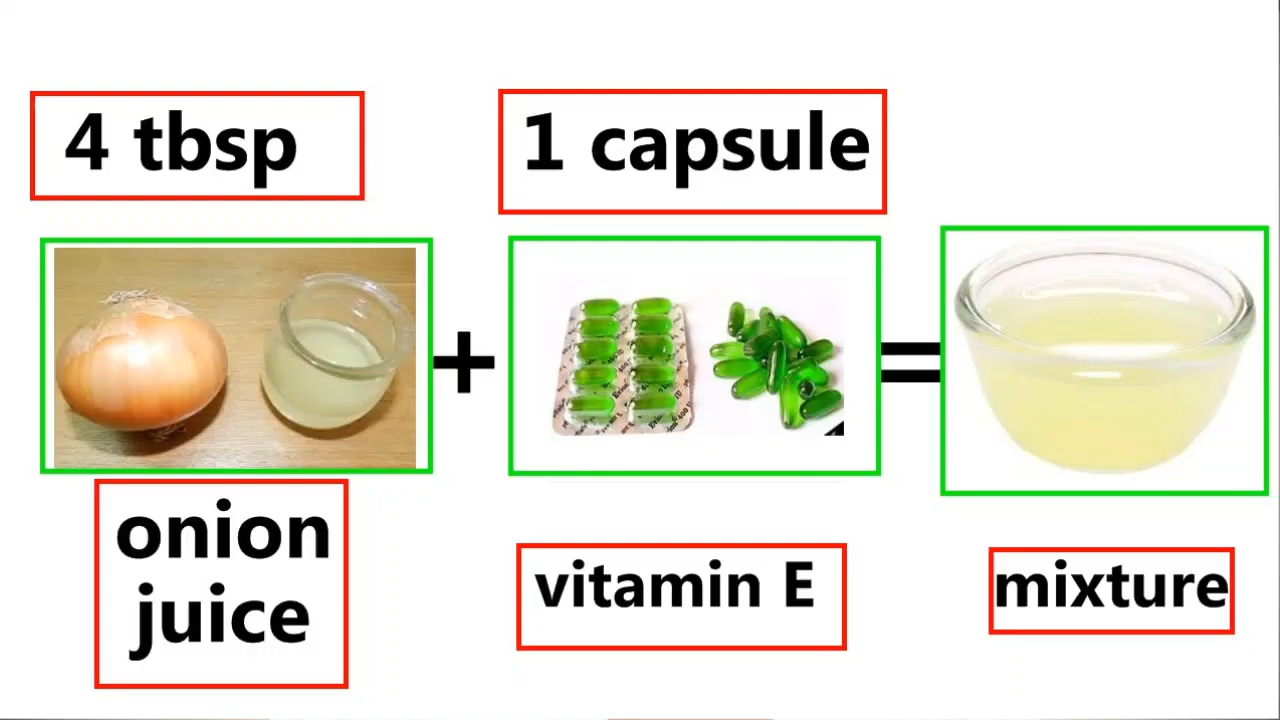 4 tbsp
1 capsule
+
=
onion
juice
vitamin E
mixture